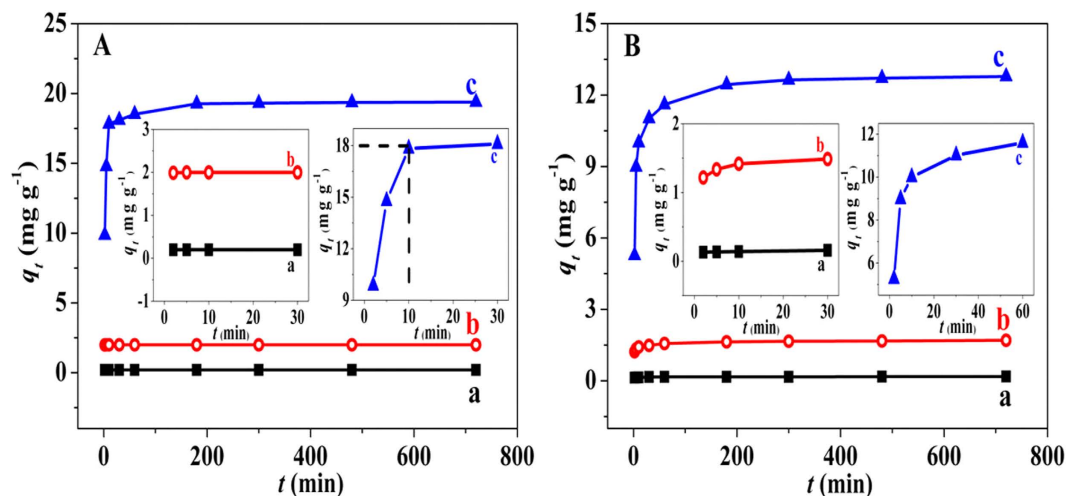 A
25
20
15
10
5
0
q_t (mg g⁻¹)
c
b
a
0 200 400 600 800
t (min)
3
2
1
0
-1
q_t (mg g⁻¹)
b
a
0 10 20 30
t (min)
18
15
12
9
q_t (mg g⁻¹)
c
0 10 20 30
t (min)
B
15
12
9
6
3
0
q_t (mg g⁻¹)
c
b
a
0 200 400 600 800
t (min)
2
1
0
q_t (mg g⁻¹)
b
a
0 10 20 30
t (min)
12
10
8
6
q_t (mg g⁻¹)
c
0 20 40 60
t (min)